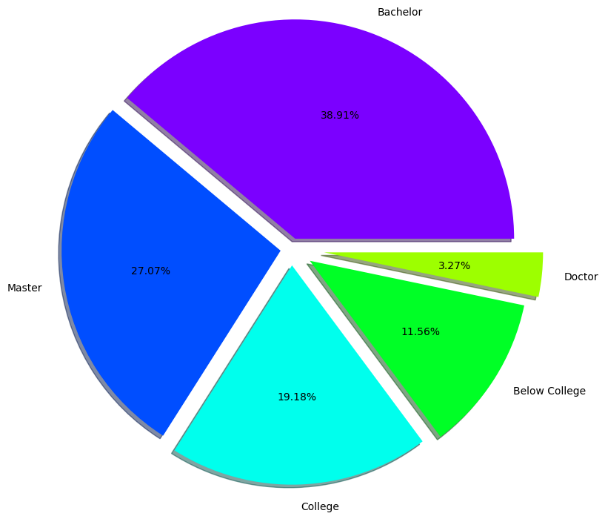 Bachelor
38.91%
27.07%
Master
3.27%
Doctor
11.56%
Below College
19.18%
College